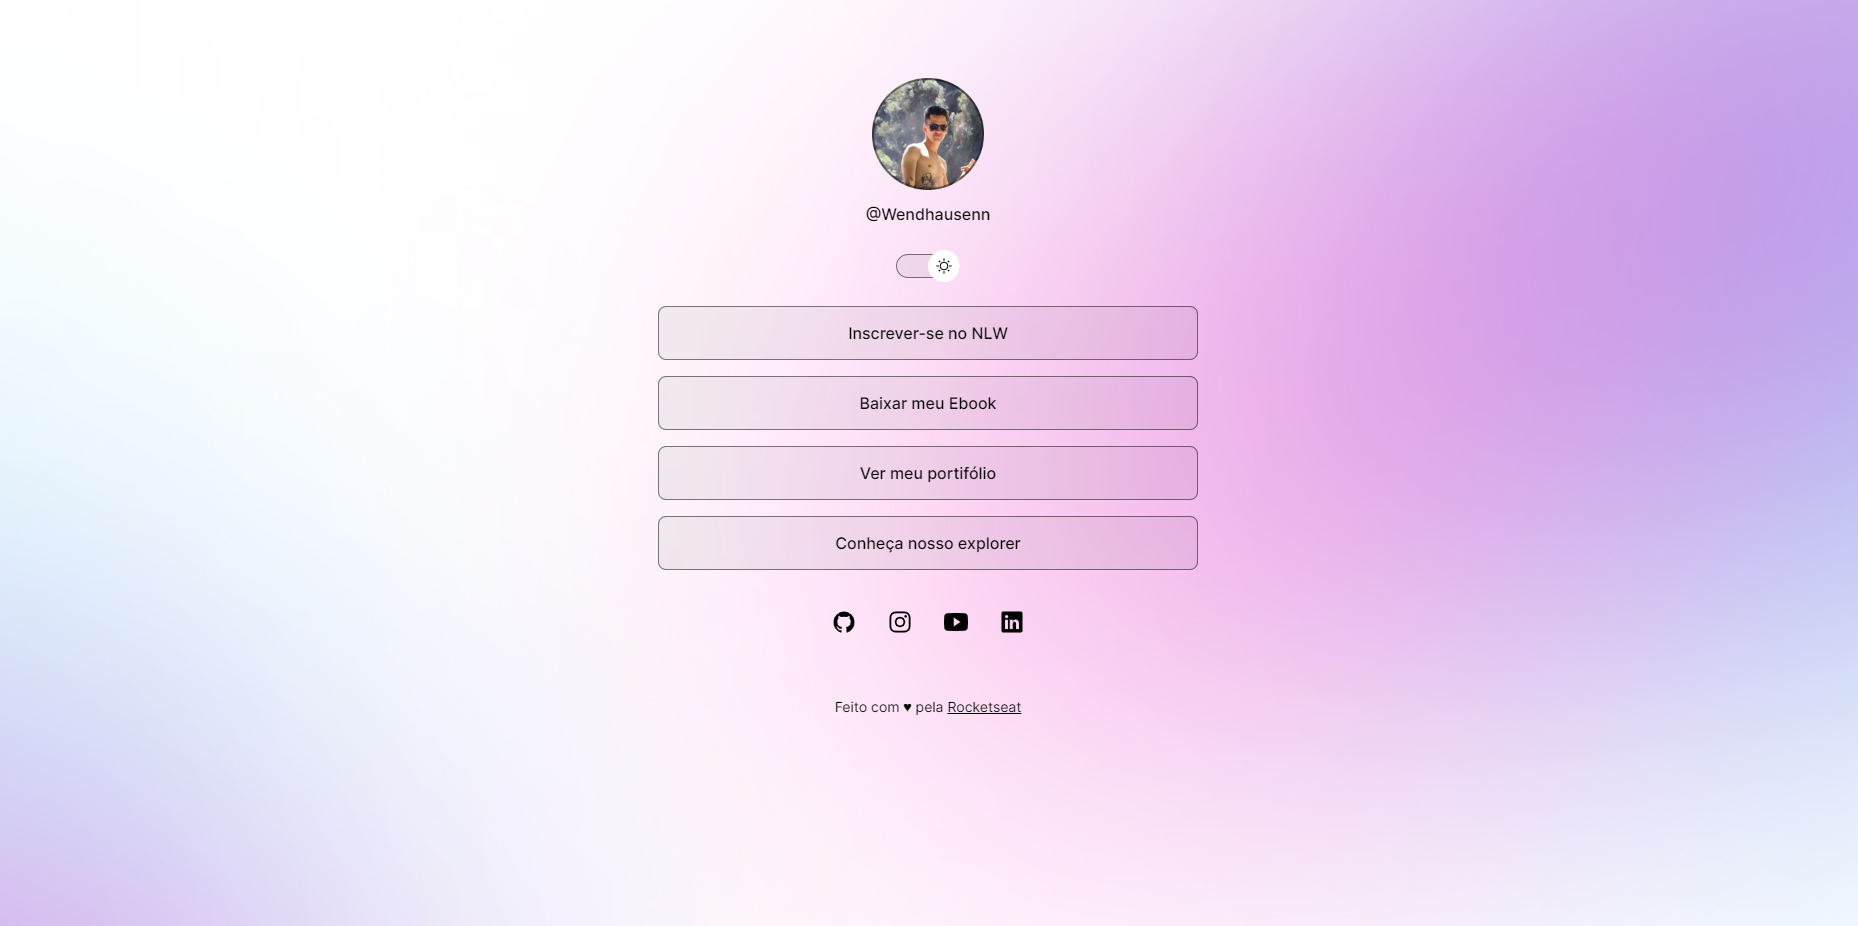 @Wendhausenn
Inscrever-se no NLW
Baixar meu Ebook
Ver meu portifólio
Conheça nosso explorer
Feito com ♥ pela Rocketseat